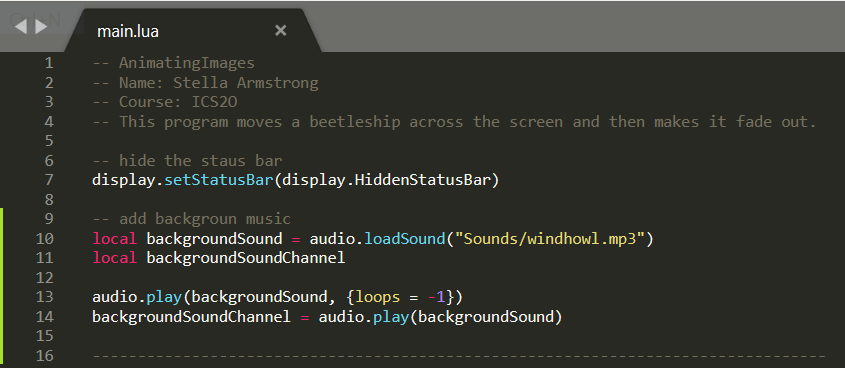 main.lua ×
1 -- AnimatingImages
2 -- Name: Stella Armstrong
3 -- Course: ICS2O
4 -- This program moves a beetleship across the screen and then makes it fade out.
5
6 -- hide the staus bar
7 display.setStatusBar(display.HiddenStatusBar)
8
9 -- add backgroun music
10 local backgroundSound = audio.loadSound("Sounds/windhowl.mp3")
11 local backgroundSoundChannel
12
13 audio.play(backgroundSound, {loops = -1})
14 backgroundSoundChannel = audio.play(backgroundSound)
15
16 ---------------------------------------------------------------------------------